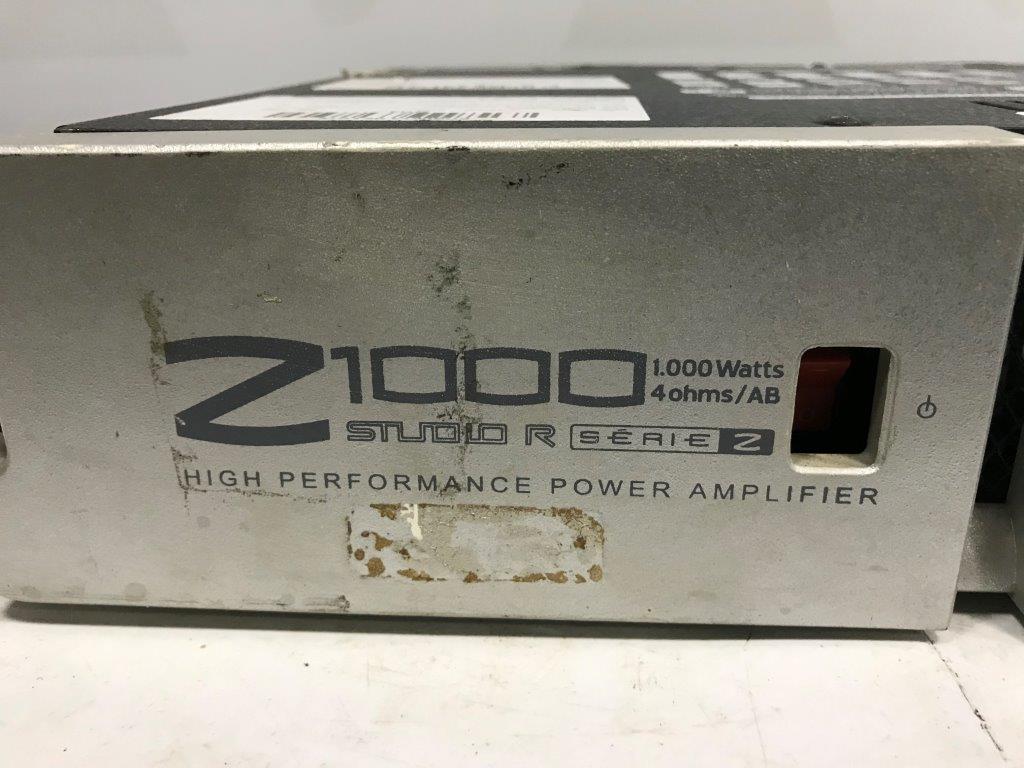 Z1000
1.000 Watts
4 ohms/AB
STUDIO R SÉRIE Z
HIGH PERFORMANCE POWER AMPLIFIER